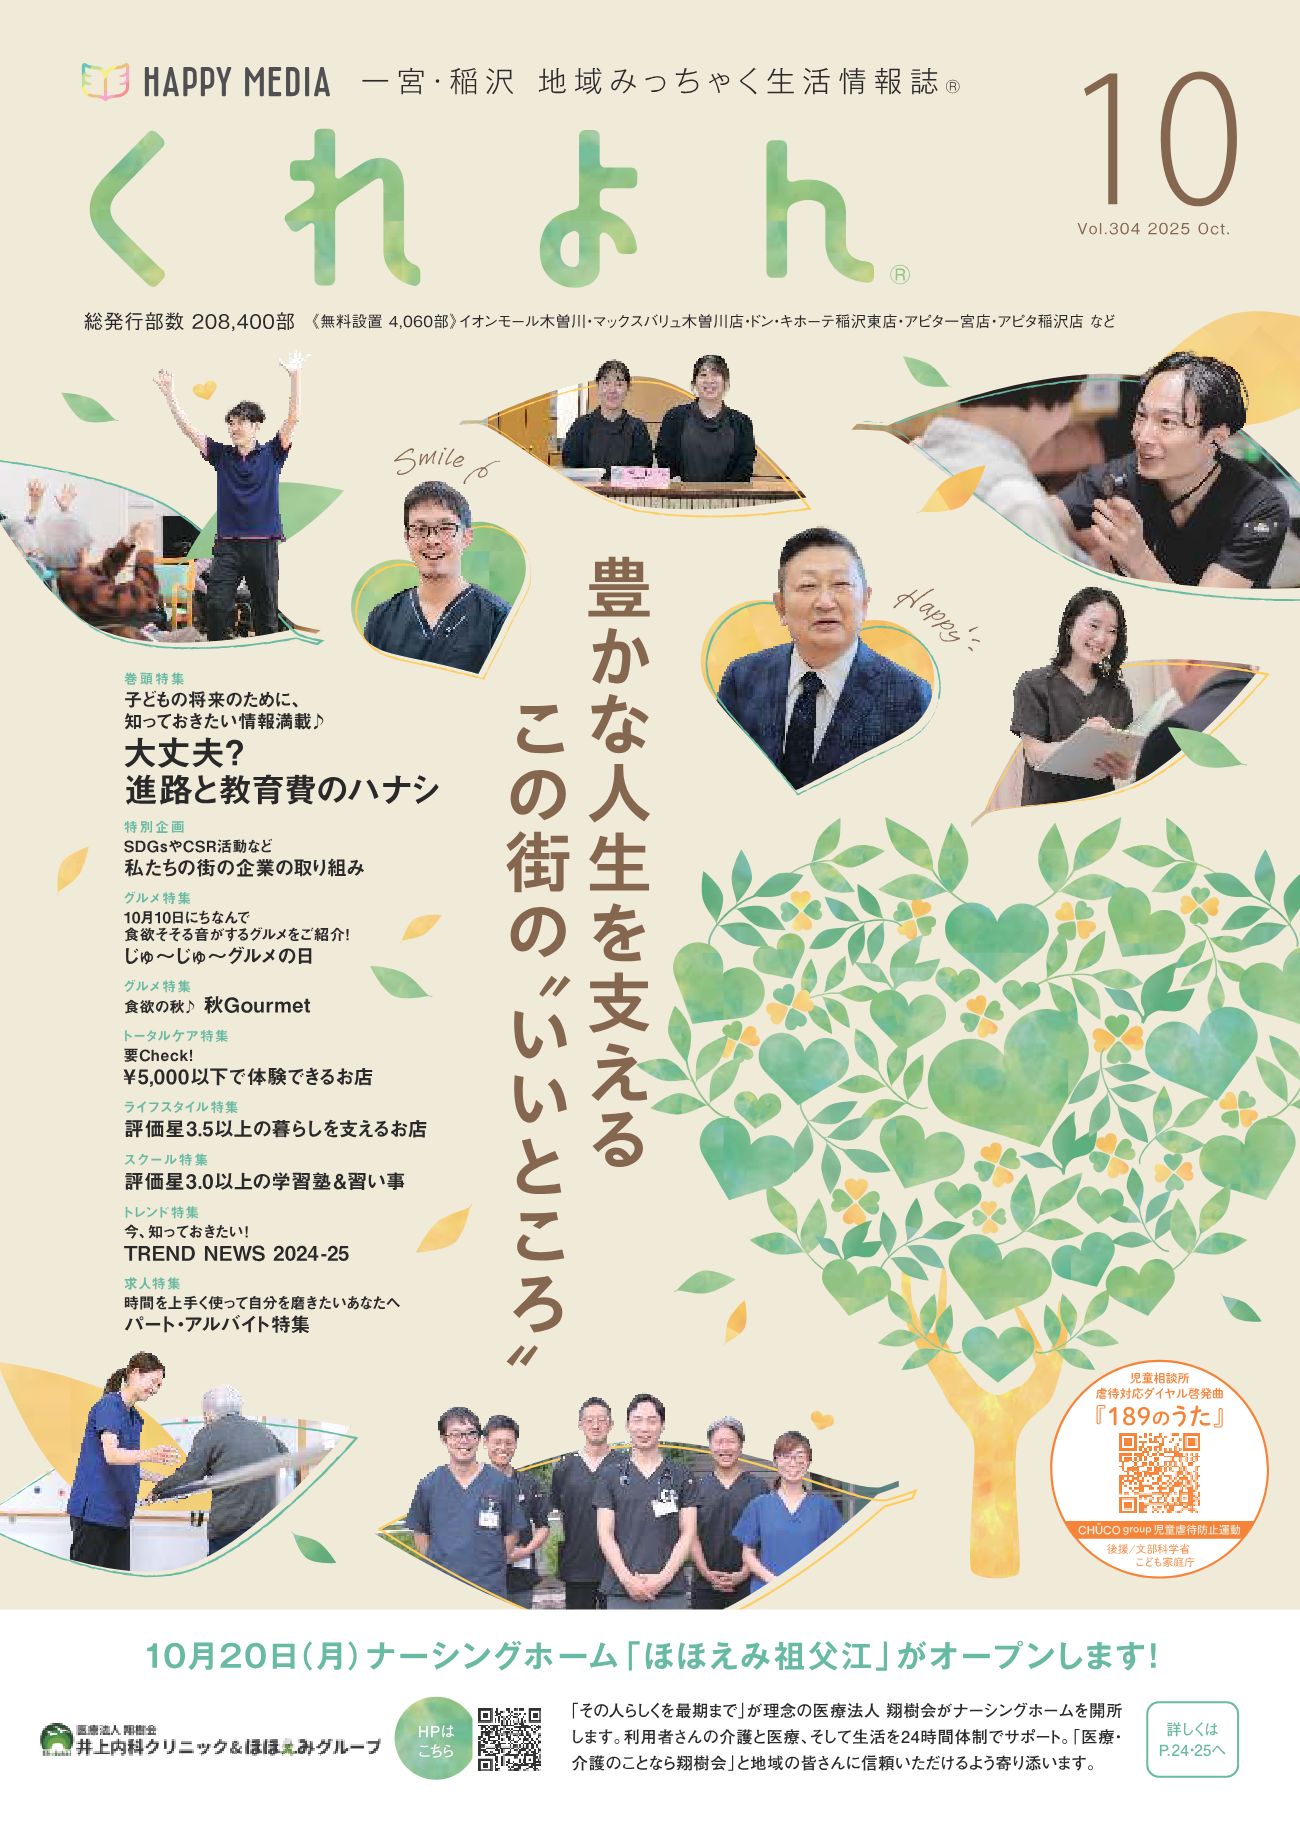 HAPPY MEDIA 一宮・稲沢 地域みっちゃく生活情報誌®
くれよん®
10
Vol.304 2025 Oct.
総発行部数 208,400部 《無料設置 4,060部》イオンモール木曽川・マックスバリュ木曽川店・ドン・キホーテ稲沢東店・アピタ一宮店・アピタ稲沢店 など
Smile
Happy
豊かな人生を支える
この街の〝いいところ〟
巻頭特集
子どもの将来のために、
知っておきたい情報満載♪
大丈夫?
進路と教育費のハナシ
特別企画
SDGsやCSR活動など
私たちの街の企業の取り組み
グルメ特集
10月10日にちなんで
食欲そそる音がするグルメをご紹介!
じゅ〜じゅ〜グルメの日
グルメ特集
食欲の秋♪ 秋Gourmet
トータルケア特集
要Check!
¥5,000以下で体験できるお店
ライフスタイル特集
評価星3.5以上の暮らしを支えるお店
スクール特集
評価星3.0以上の学習塾&習い事
トレンド特集
今、知っておきたい!
TREND NEWS 2024-25
求人特集
時間を上手く使って自分を磨きたいあなたへ
パート・アルバイト特集
児童相談所
虐待対応ダイヤル啓発曲
『189のうた』
CHŪCO group 児童虐待防止運動
後援/文部科学省
こども家庭庁
10月20日(月)ナーシングホーム「ほほえみ祖父江」がオープンします!
医療法人 翔樹会
井上内科クリニック&ほほえみグループ
HPは
こちら
「その人らしくを最期まで」が理念の医療法人 翔樹会がナーシングホームを開所
します。利用者さんの介護と医療、そして生活を24時間体制でサポート。「医療・
介護のことなら翔樹会」と地域の皆さんに信頼いただけるよう寄り添います。
詳しくは
P.24・25へ